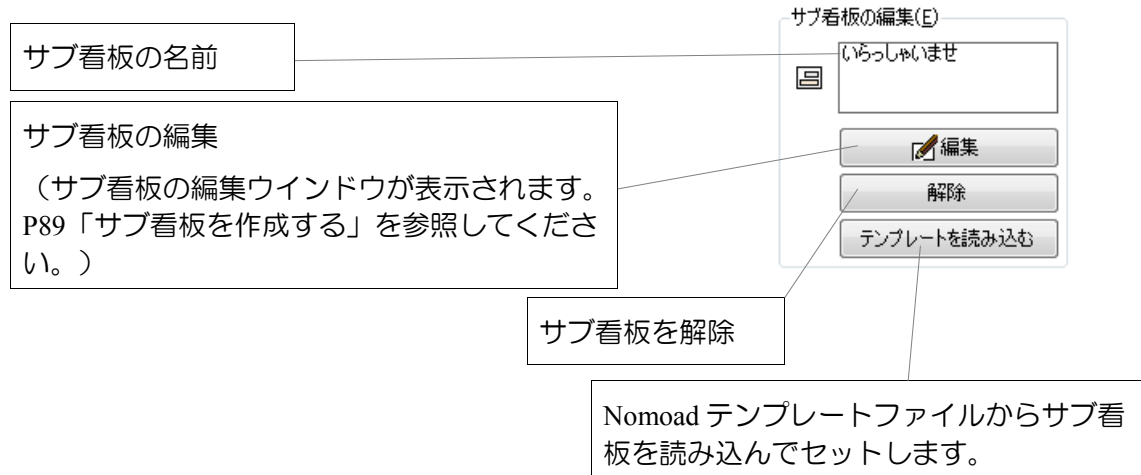 サブ看板の編集(E)
サブ看板の名前
いらっしゃいませ
サブ看板の編集
（サブ看板の編集ウインドウが表示されます。
P89「サブ看板を作成する」を参照してくださ
い。）
編集
解除
テンプレートを読み込む
サブ看板を解除
Nomoad テンプレートファイルからサブ看
板を読み込んでセットします。